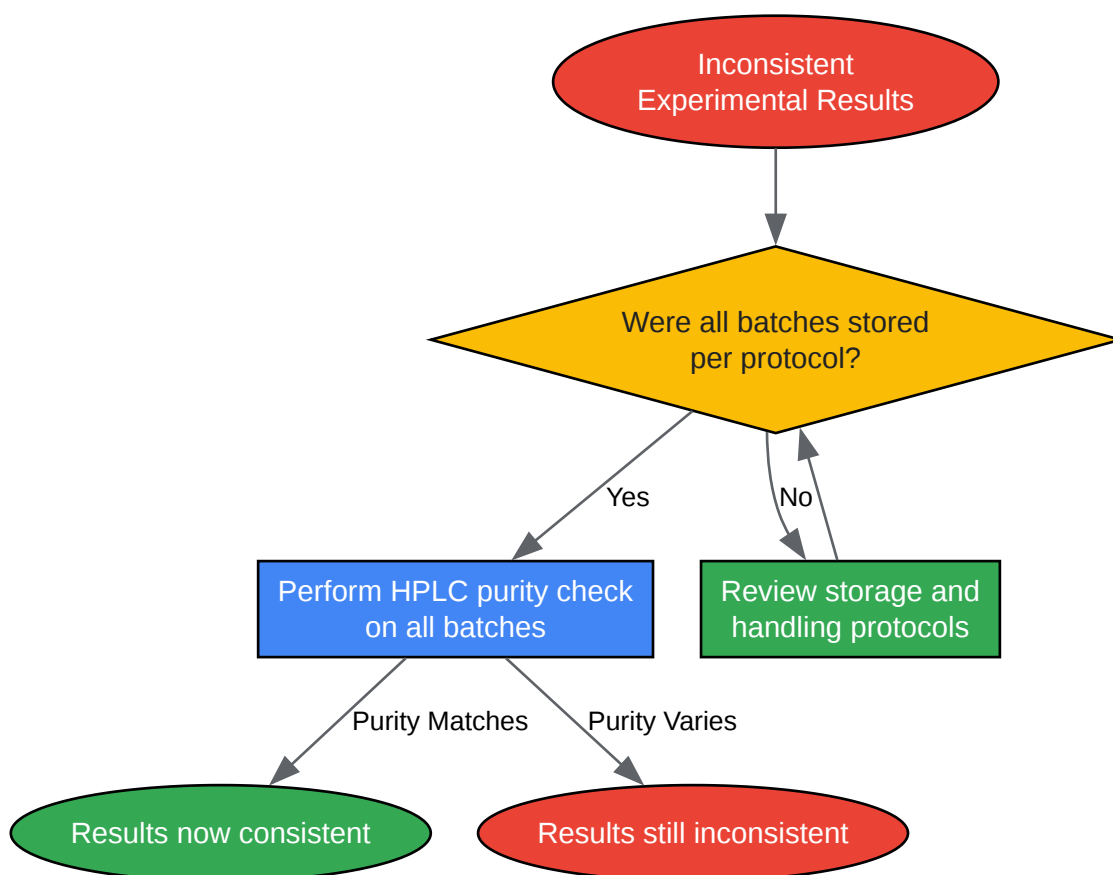 Inconsistent
Experimental Results
Were all batches stored
per protocol?
Yes
No
Perform HPLC purity check
on all batches
Review storage and
handling protocols
Purity Matches
Purity Varies
Results now consistent
Results still inconsistent